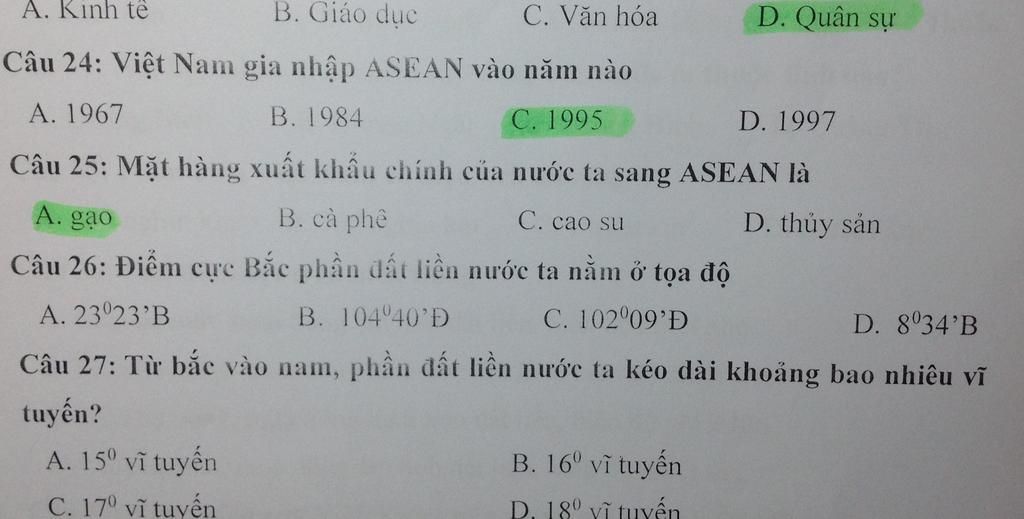 A. Kinh tế B. Giáo dục C. Văn hóa D. Quân sự
Câu 24: Việt Nam gia nhập ASEAN vào năm nào
A. 1967 B. 1984 C. 1995 D. 1997
Câu 25: Mặt hàng xuất khẩu chính của nước ta sang ASEAN là
A. gạo B. cà phê C. cao su D. thủy sản
Câu 26: Điểm cực Bắc phần đất liền nước ta nằm ở tọa độ
A. 23⁰23’B B. 104⁰40’Đ C. 102⁰09’Đ D. 8⁰34’B
Câu 27: Từ bắc vào nam, phần đất liền nước ta kéo dài khoảng bao nhiêu vĩ
tuyến?
A. 15⁰ vĩ tuyến B. 16⁰ vĩ tuyến
C. 17⁰ vĩ tuyến D. 18⁰ vĩ tuyến